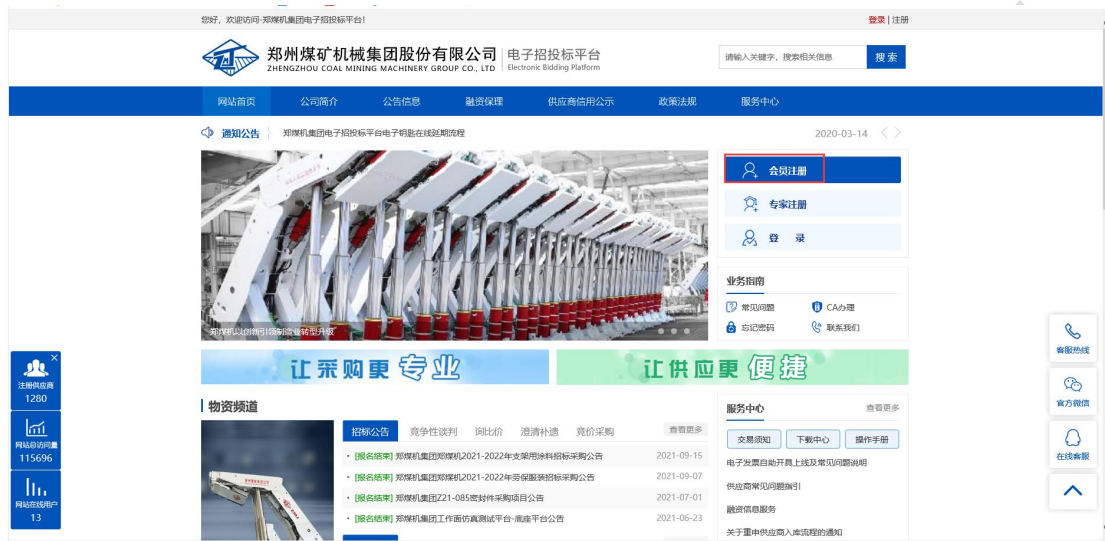 您好，欢迎访问-郑煤机集团电子招投标平台！
登录 | 注册
郑州煤矿机械集团股份有限公司
ZHENGZHOU COAL MINING MACHINERY GROUP CO., LTD
电子招投标平台
Electronic Bidding Platform
请输入关键字，搜索相关信息
搜 索
网站首页 公司简介 公告信息 融资保理 供应商信用公示 政策法规 服务中心
通知公告
郑煤机集团电子招投标平台电子钥匙在线延期流程
2020-03-14
会员注册
专家注册
登 录
郑煤机以创新引领制造业转型升级
业务指南
常见问题
CA办理
忘记密码
联系我们
让采购更专业
让供应更便捷
物资频道
招标公告 竞争性谈判 询比价 澄清补遗 竞价采购 查看更多
· [报名结束] 郑煤机集团郑煤机2021-2022年支架用涂料招标采购公告 2021-09-15
· [报名结束] 郑煤机集团郑煤机2021-2022年劳保服装招标采购公告 2021-09-07
· [报名结束] 郑煤机集团Z21-085密封件采购项目公告 2021-07-01
· [报名结束] 郑煤机集团工作面仿真测试平台-底座平台公告 2021-06-23
服务中心
查看更多
交易须知 下载中心 操作手册
电子发票自助开具上线及常见问题说明
供应商常见问题指引
融资信息服务
关于重申供应商入库流程的通知
注册供应商
1280
网站总访问量
115696
网站在线用户
13
客服热线
官方微信
在线客服